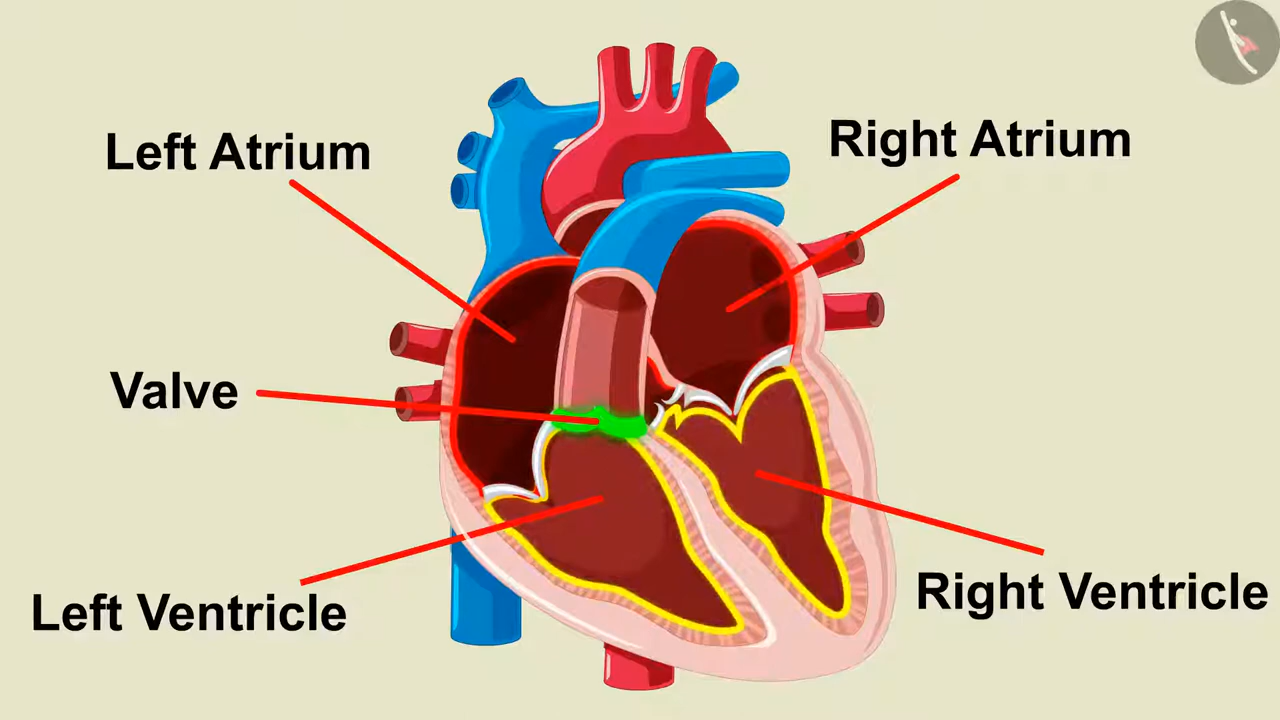 Left Atrium
Right Atrium
Valve
Left Ventricle
Right Ventricle